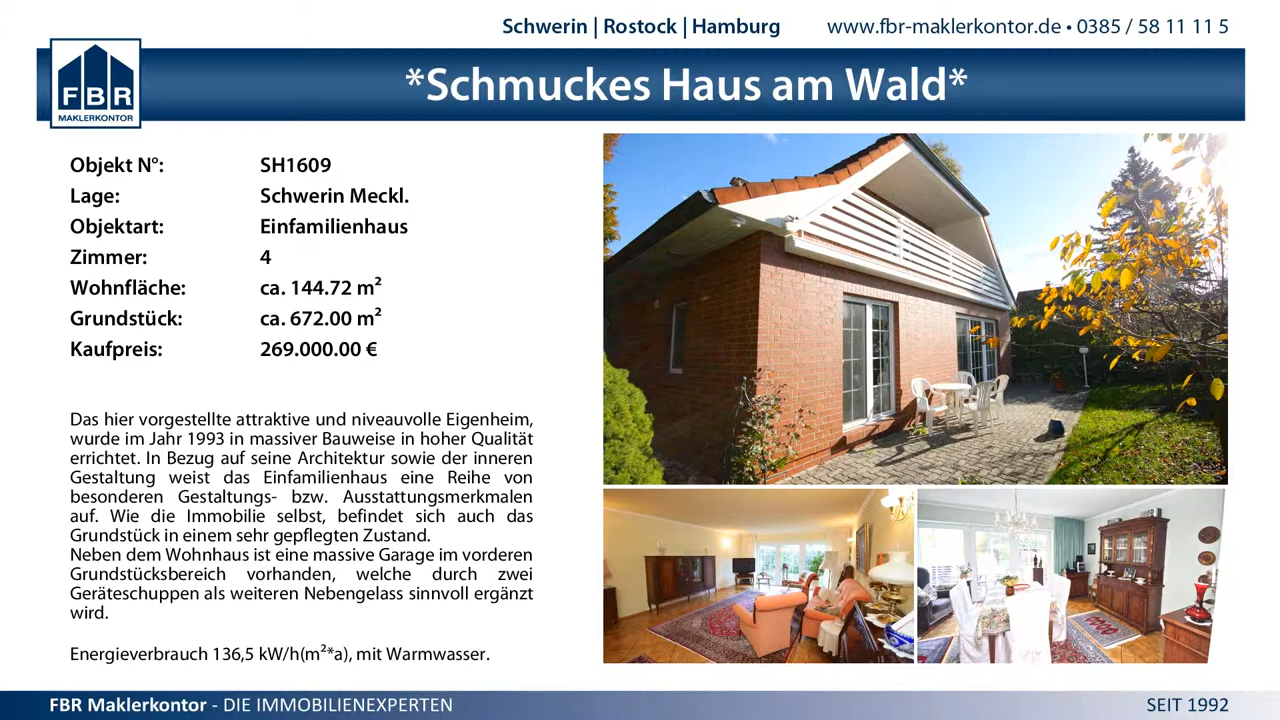 Schwerin | Rostock | Hamburg
www.fbr-maklerkontor.de • 0385 / 58 11 11 5
FBR
MAKLERKONTOR
*Schmuckes Haus am Wald*
Objekt N°: SH1609
Lage: Schwerin Meckl.
Objektart: Einfamilienhaus
Zimmer: 4
Wohnfläche: ca. 144.72 m²
Grundstück: ca. 672.00 m²
Kaufpreis: 269.000.00 €
Das hier vorgestellte attraktive und niveauvolle Eigenheim,
wurde im Jahr 1993 in massiver Bauweise in hoher Qualität
errichtet. In Bezug auf seine Architektur sowie der inneren
Gestaltung weist das Einfamilienhaus eine Reihe von
besonderen Gestaltungs- bzw. Ausstattungsmerkmalen
auf. Wie die Immobilie selbst, befindet sich auch das
Grundstück in einem sehr gepflegten Zustand.
Neben dem Wohnhaus ist eine massive Garage im vorderen
Grundstücksbereich vorhanden, welche durch zwei
Geräteschuppen als weiteren Nebengelass sinnvoll ergänzt
wird.
Energieverbrauch 136,5 kW/h(m²*a), mit Warmwasser.
FBR Maklerkontor - DIE IMMOBILIENEXPERTEN
SEIT 1992